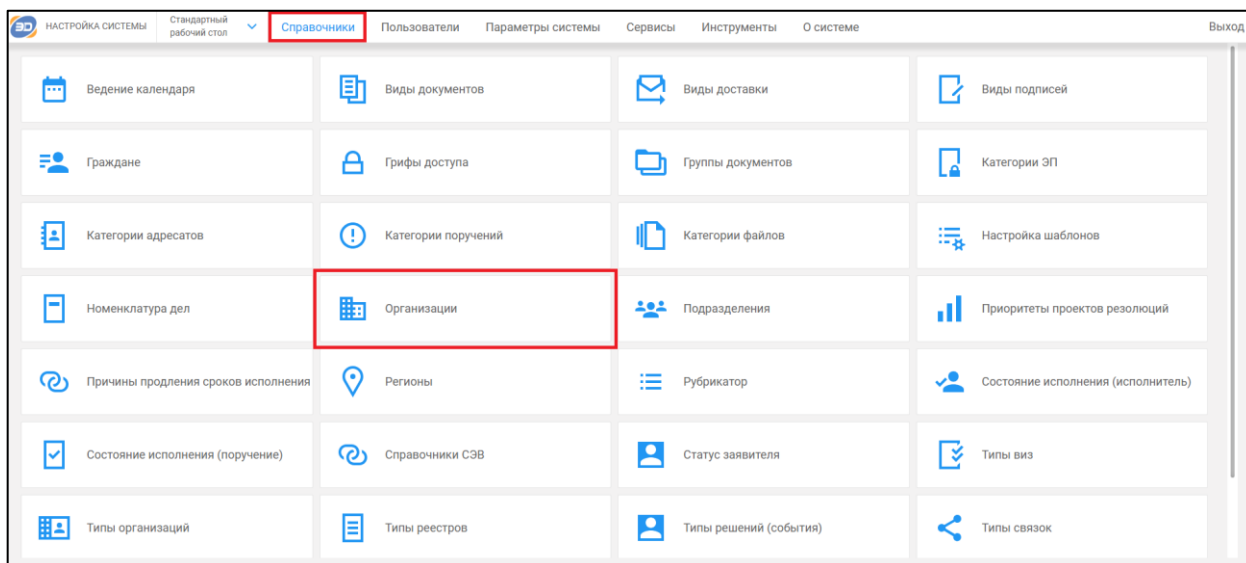 3D НАСТРОЙКА СИСТЕМЫ Стандартный рабочий стол Справочники Пользователи Параметры системы Сервисы Инструменты О системе Выход
Ведение календаря Виды документов Виды доставки Виды подписей
Граждане Грифы доступа Группы документов Категории ЭП
Категории адресатов Категории поручений Категории файлов Настройка шаблонов
Номенклатура дел Организации Подразделения Приоритеты проектов резолюций
Причины продления сроков исполнения Регионы Рубрикатор Состояние исполнения (исполнитель)
Состояние исполнения (поручение) Справочники СЭВ Статус заявителя Типы виз
Типы организаций Типы реестров Типы решений (события) Типы связок